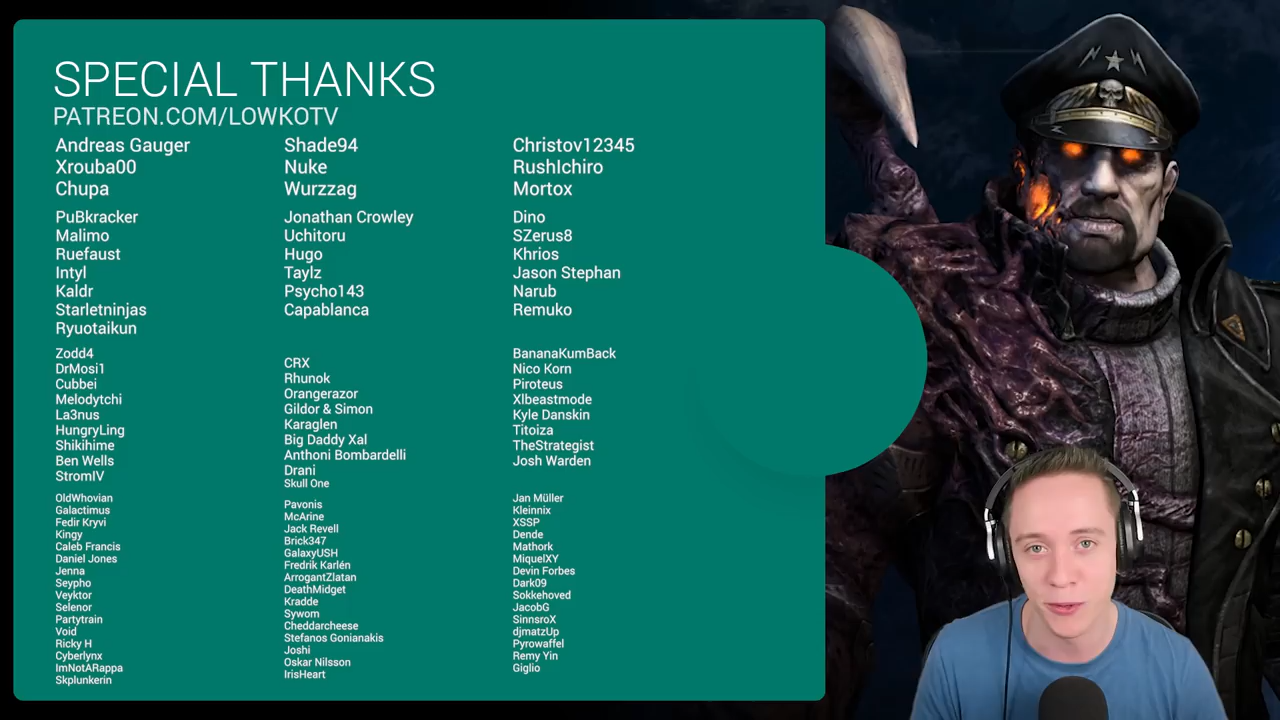 SPECIAL THANKS
PATREON.COM/LOWKOTV
Andreas Gauger
Xrouba00
Chupa
PuBkracker
Malimo
Ruefaust
Intyl
Kaldr
Starletninjas
Ryuotaikun
Zodd4
DrMosi1
Cubbei
Melodytchi
La3nus
HungryLing
Shikihime
Ben Wells
StromIV
OldWhovian
Galactimus
Fedir Kryvi
Kingy
Caleb Francis
Daniel Jones
Jenna
Seypho
Veyktor
Selenor
Partytrain
Void
Ricky H
Cyberlynx
ImNotARappa
Skplunkerin
Shade94
Nuke
Wurzzag
Jonathan Crowley
Uchitoru
Hugo
Taylz
Psycho143
Capablanca
CRX
Rhunok
Orangerazor
Gildor & Simon
Karaglen
Big Daddy Xal
Anthoni Bombardelli
Drani
Skull One
Pavonis
McArine
Jack Revell
Brick347
GalaxyUSH
Fredrik Karlén
ArrogantZlatan
DeathMidget
Kradde
Sywom
Cheddarcheese
Stefanos Gonianakis
Joshi
Oskar Nilsson
IrisHeart
Christov12345
RushIchiro
Mortox
Dino
SZerus8
Khrios
Jason Stephan
Narub
Remuko
BananaKumBack
Nico Korn
Piroteus
Xlbeastmode
Kyle Danskin
Titoiza
TheStrategist
Josh Warden
Jan Müller
Kleinnix
XSSP
Dende
Mathork
MiquelXY
Devin Forbes
Dark09
Sokkehoved
JacobG
SinnsroX
djmatzUp
Pyrowaffel
Remy Yin
Giglio